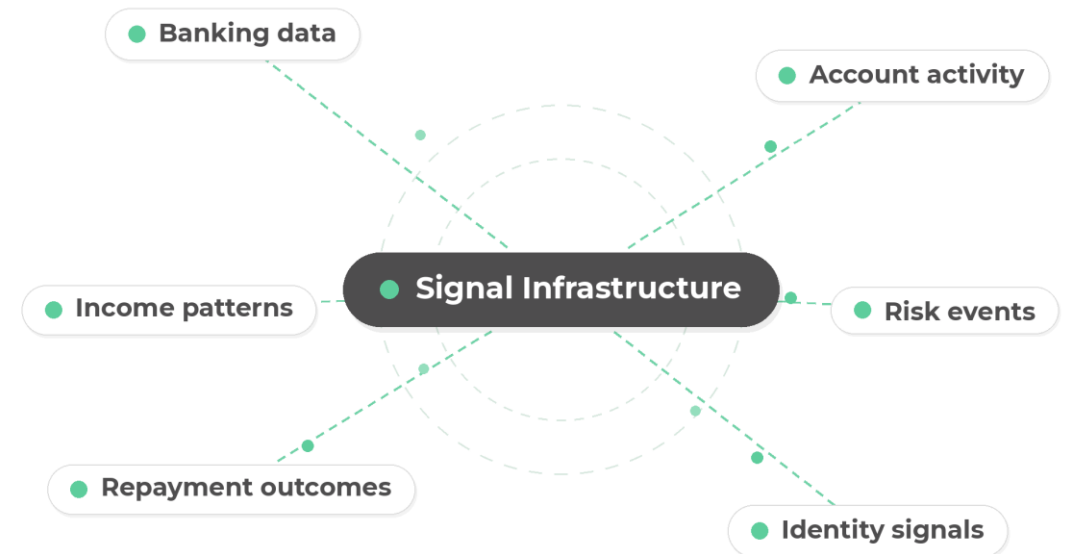 Banking data
Account activity
Signal Infrastructure
Income patterns
Risk events
Repayment outcomes
Identity signals